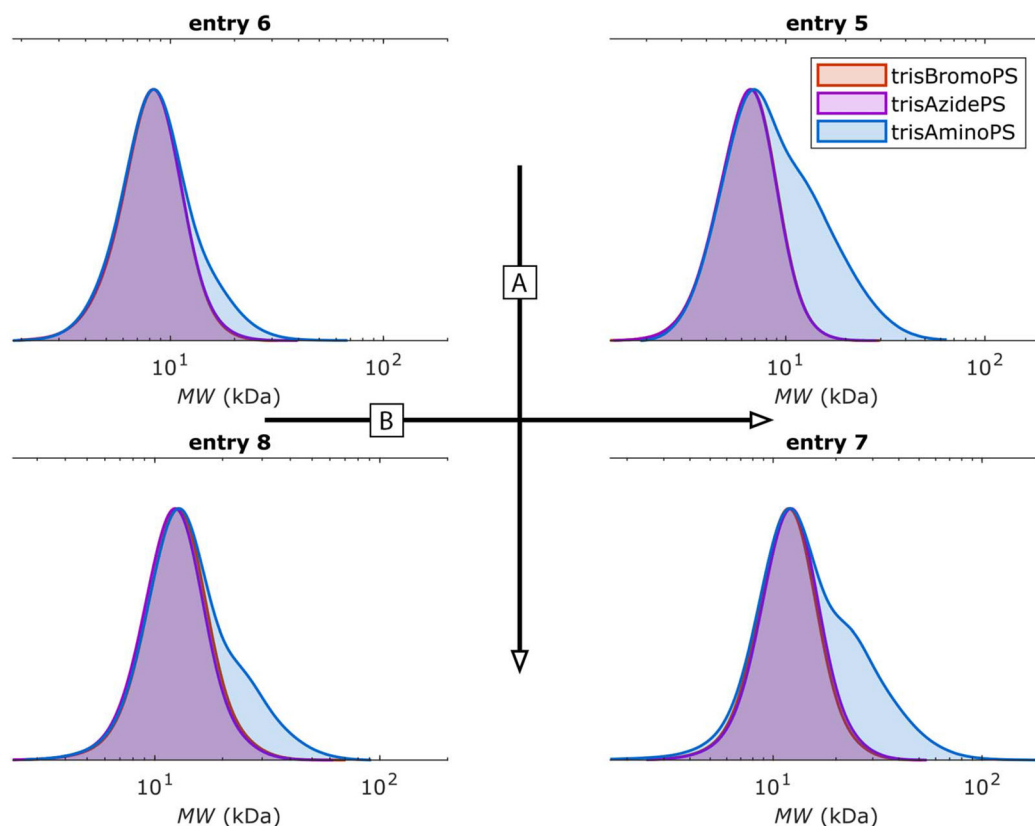 entry 6
entry 5
trisBromoPS
trisAzidePS
trisAminoPS
A
10¹ 10²
MW (kDa)
10¹ 10²
MW (kDa)
B
entry 8
entry 7
10¹ 10²
MW (kDa)
10¹ 10²
MW (kDa)